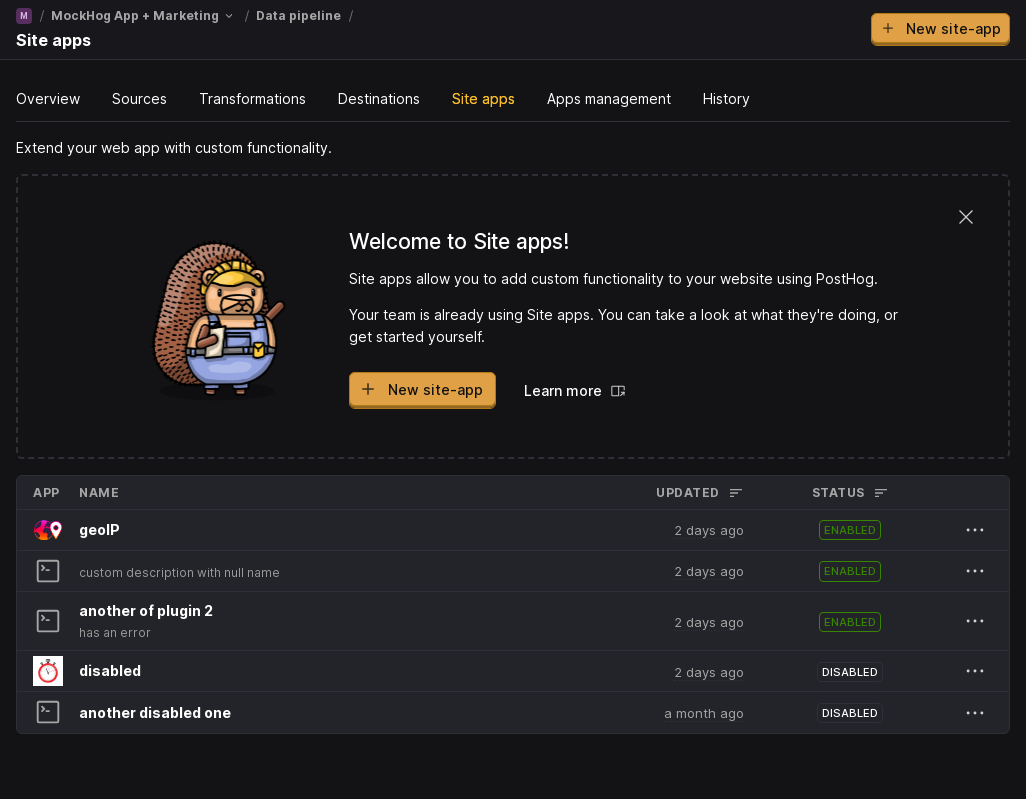 M / MockHog App + Marketing / Data pipeline /
Site apps
New site-app
Overview Sources Transformations Destinations Site apps Apps management History
Extend your web app with custom functionality.
Welcome to Site apps!
Site apps allow you to add custom functionality to your website using PostHog.
Your team is already using Site apps. You can take a look at what they're doing, or
get started yourself.
New site-app Learn more
APP NAME UPDATED STATUS
geoIP 2 days ago ENABLED
custom description with null name 2 days ago ENABLED
another of plugin 2
has an error 2 days ago ENABLED
disabled 2 days ago DISABLED
another disabled one a month ago DISABLED